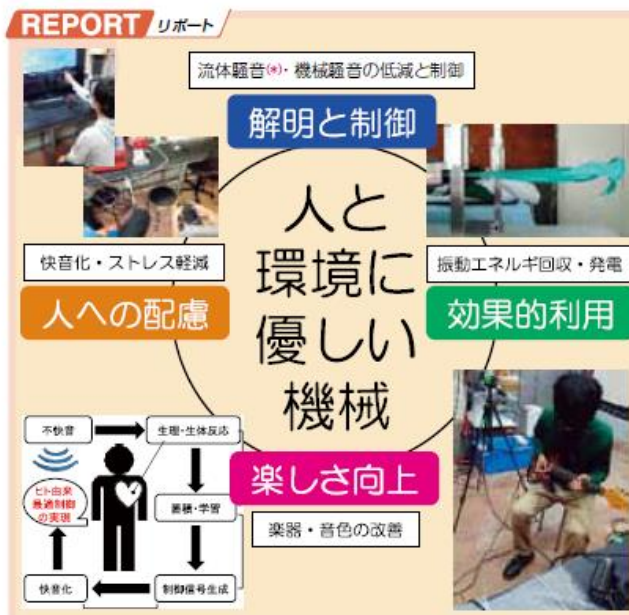 REPORT リポート
流体騒音(*)・機械騒音の低減と制御
解明と制御
人と
環境に
優しい
機械
快音化・ストレス軽減
人への配慮
振動エネルギ回収・発電
効果的利用
楽しさ向上
楽器・音色の改善
不快音
生理・生体反応
ヒト由来
最適制御
の実現
蓄積・学習
快音化
制御信号生成